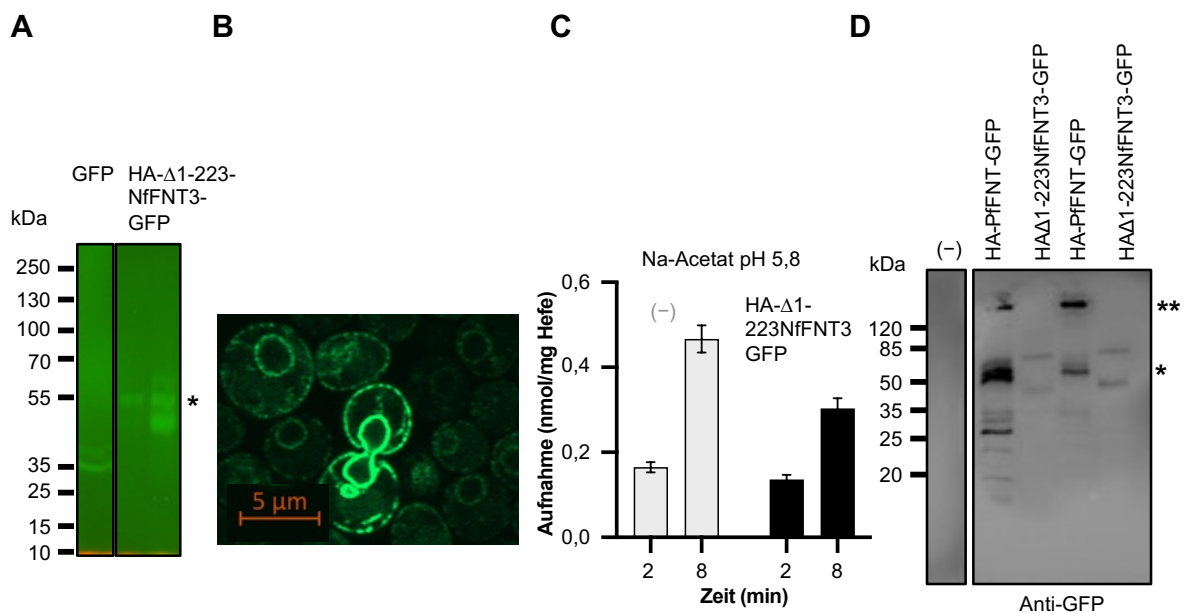 A
B
C
D
GFP
HA-Δ1-223-
NfFNT3-
GFP
kDa
250
130
100
70
55
35
25
15
10
*
5 µm
Na-Acetat pH 5,8
Aufnahme (nmol/mg Hefe)
0,6
0,4
0,2
0,0
(−)
HA-Δ1-
223NfFNT3
GFP
2
8
2
8
Zeit (min)
kDa
(−)
HA-PfFNT-GFP
HAΔ1-223NfFNT3-GFP
HA-PfFNT-GFP
HAΔ1-223NfFNT3-GFP
120
85
50
35
25
20
**
*
Anti-GFP